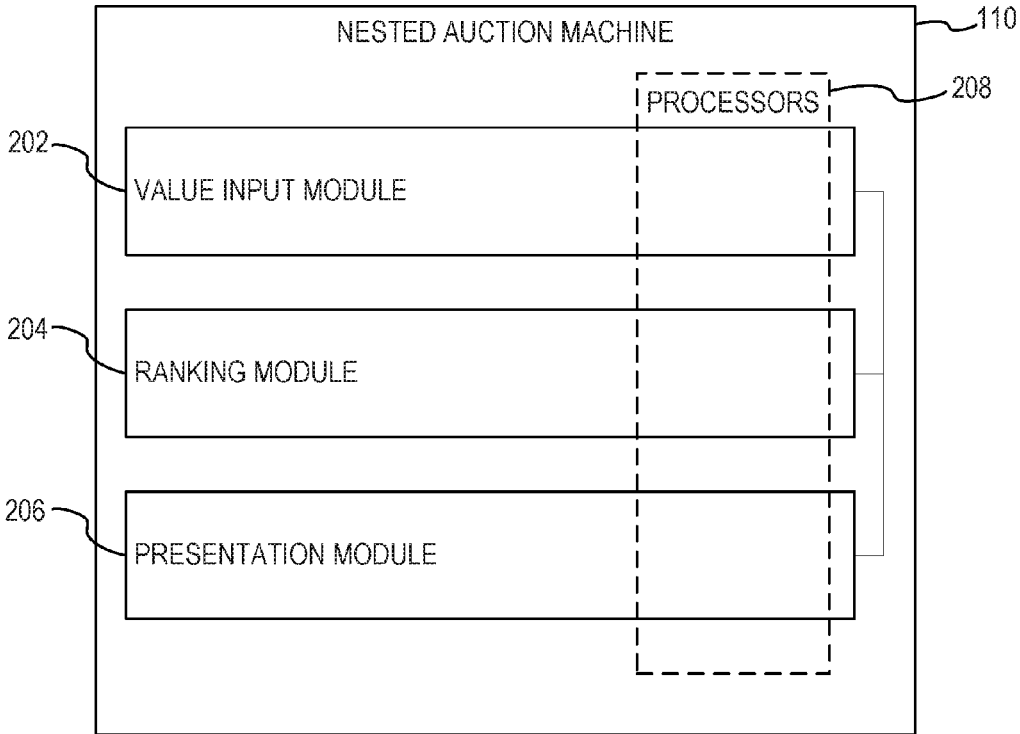 NESTED AUCTION MACHINE
110
PROCESSORS
208
202
VALUE INPUT MODULE
204
RANKING MODULE
206
PRESENTATION MODULE